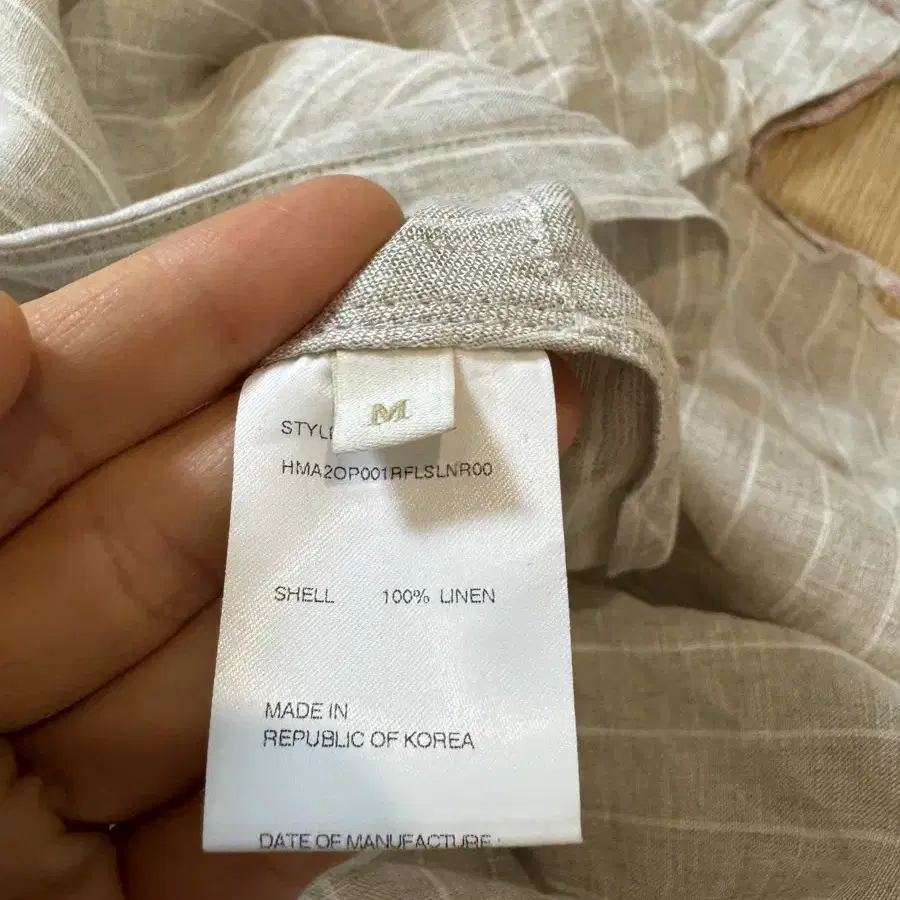 M
STYL
HMA2OP001RFLSLNR00
SHELL 100% LINEN
MADE IN
REPUBLIC OF KOREA
DATE OF MANUFACTURE :